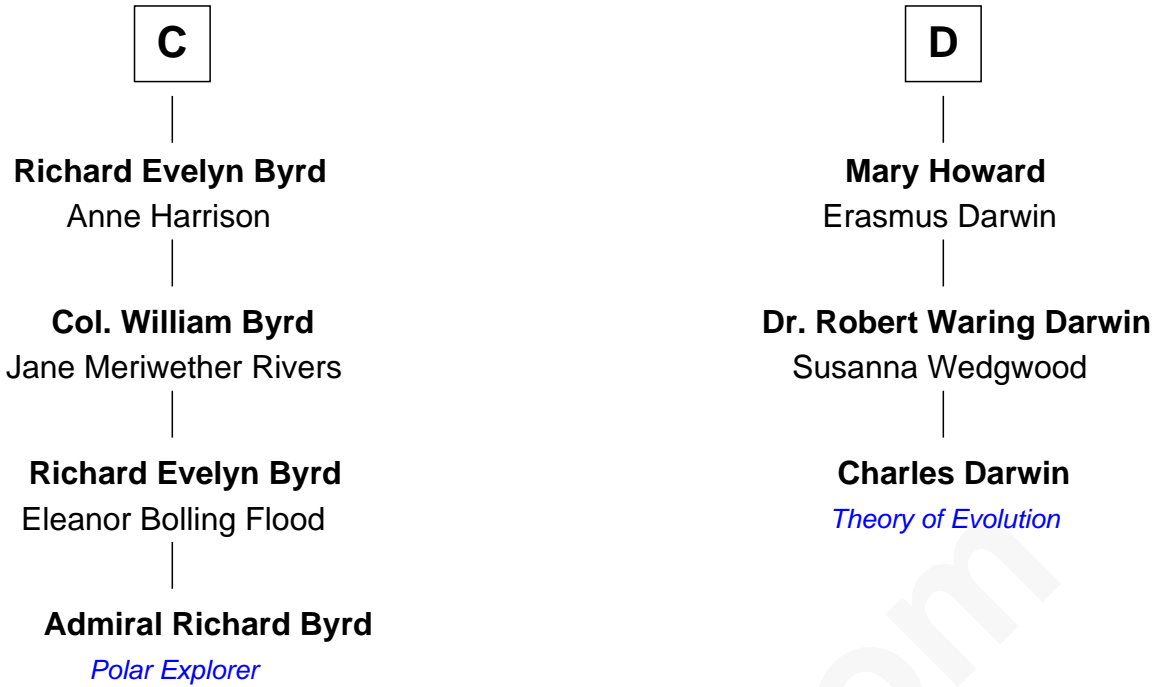 C
Richard Evelyn Byrd
Anne Harrison
Col. William Byrd
Jane Meriwether Rivers
Richard Evelyn Byrd
Eleanor Bolling Flood
Admiral Richard Byrd
Polar Explorer
D
Mary Howard
Erasmus Darwin
Dr. Robert Waring Darwin
Susanna Wedgwood
Charles Darwin
Theory of Evolution
om